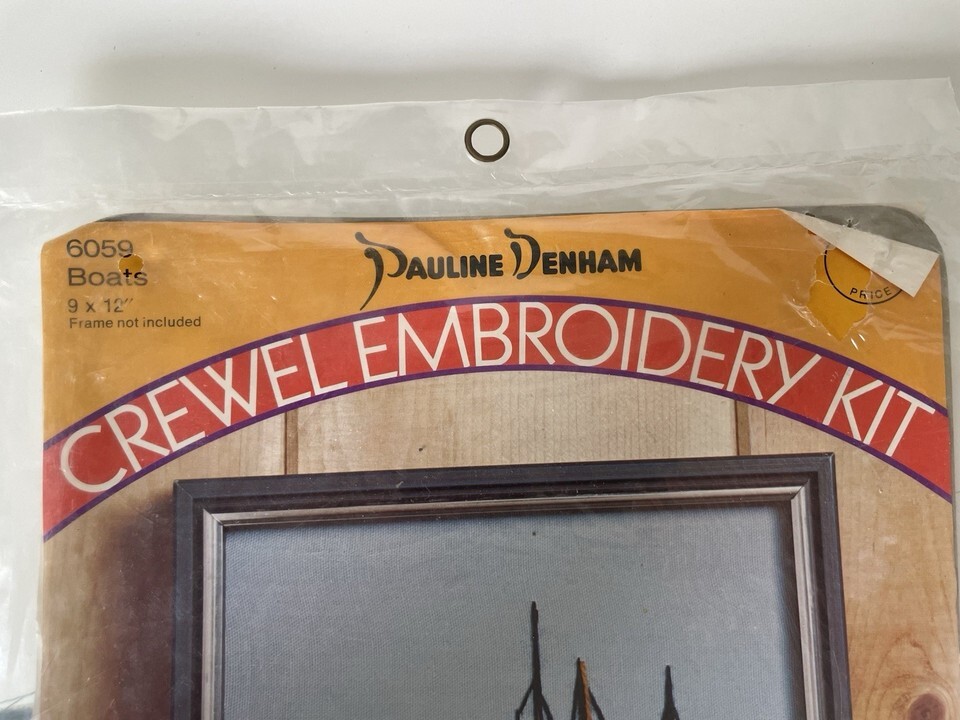 6059
Boats
9 x 12"
Frame not included
PAULINE DENHAM
PRICE
CREWEL EMBROIDERY KIT